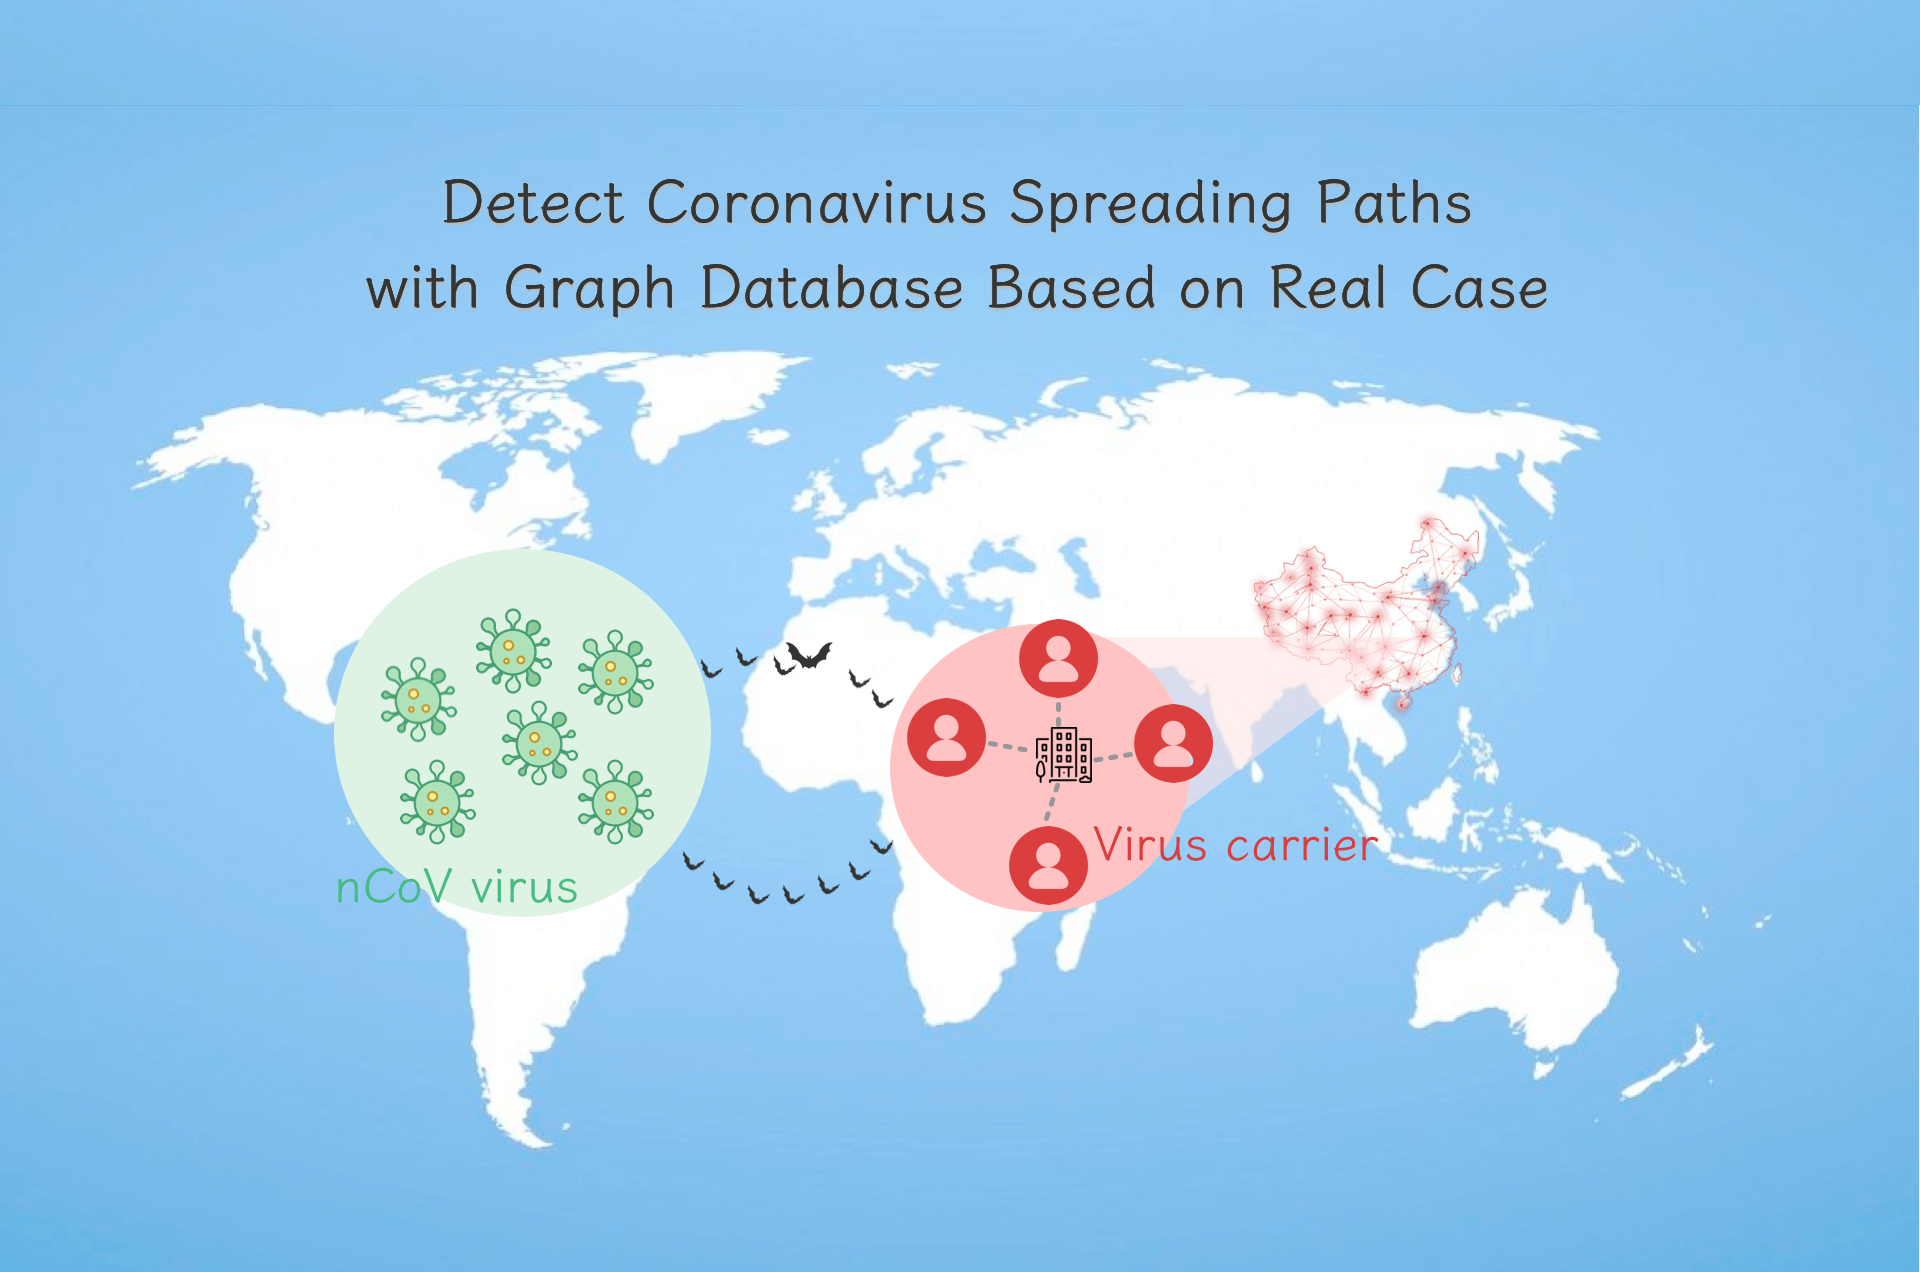 Detect Coronavirus Spreading Paths
with Graph Database Based on Real Case
Virus carrier
nCoV virus